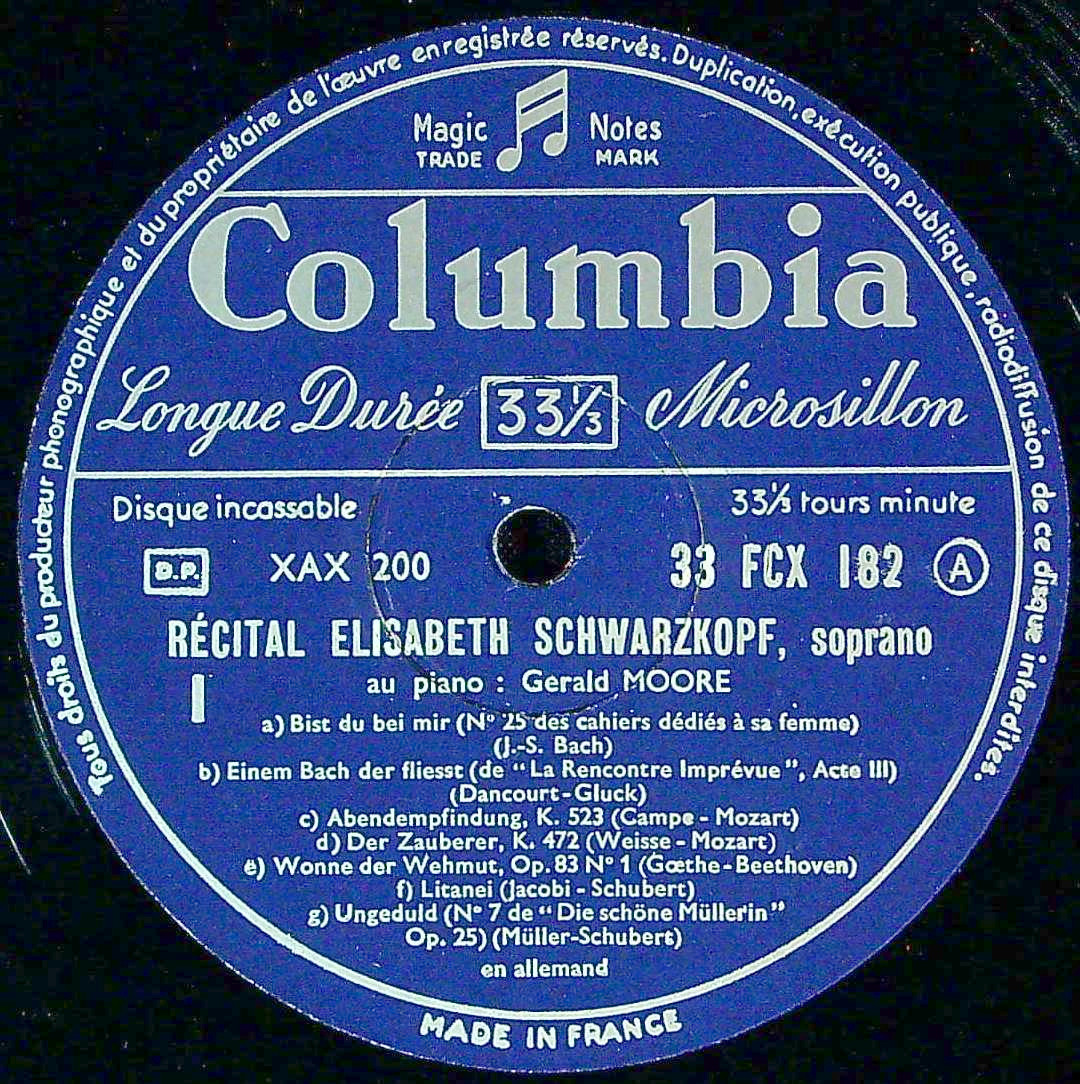 Tous droits du producteur phonographique et du propriétaire de l'œuvre enregistrée réservés. Duplication, exécution publique, radiodiffusion de ce disque interdites.
Magic Notes
TRADE MARK
Columbia
Longue Durée 33⅓ Microsillon
Disque incassable 33⅓ tours minute
D.P. XAX 200 33 FCX 182 A
RÉCITAL ELISABETH SCHWARZKOPF, soprano
I au piano : Gerald MOORE
a) Bist du bei mir (N° 25 des cahiers dédiés à sa femme)
(J.-S. Bach)
b) Einem Bach der fliesst (de "La Rencontre Imprévue", Acte III)
(Dancourt-Gluck)
c) Abendempfindung, K. 523 (Campe - Mozart)
d) Der Zauberer, K. 472 (Weisse - Mozart)
e) Wonne der Wehmut, Op. 83 N° 1 (Gœthe-Beethoven)
f) Litanei (Jacobi - Schubert)
g) Ungeduld (N° 7 de "Die schöne Müllerin"
Op. 25) (Müller-Schubert)
en allemand
MADE IN FRANCE